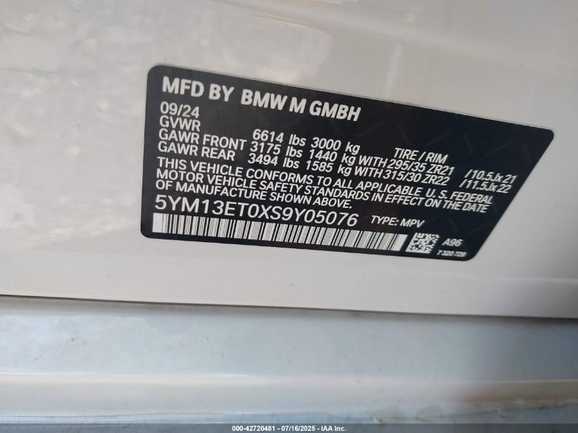 MFD BY BMW M GMBH
09/24
GVWR 6614 lbs 3000 kg TIRE / RIM
GAWR FRONT 3175 lbs 1440 kg WITH 295/35 ZR21 /10.5Jx21
GAWR REAR 3494 lbs 1585 kg WITH 315/30 ZR22 /11.5Jx22
THIS VEHICLE CONFORMS TO ALL APPLICABLE U.S. FEDERAL
MOTOR VEHICLE SAFETY STANDARDS IN EFFECT
ON THE DATE OF MANUFACTURE SHOWN ABOVE.
5YM13ET0XS9Y05076 TYPE: MPV
A96
7 320 728
000-42720481 / 07/16/2025 / IAA Inc.